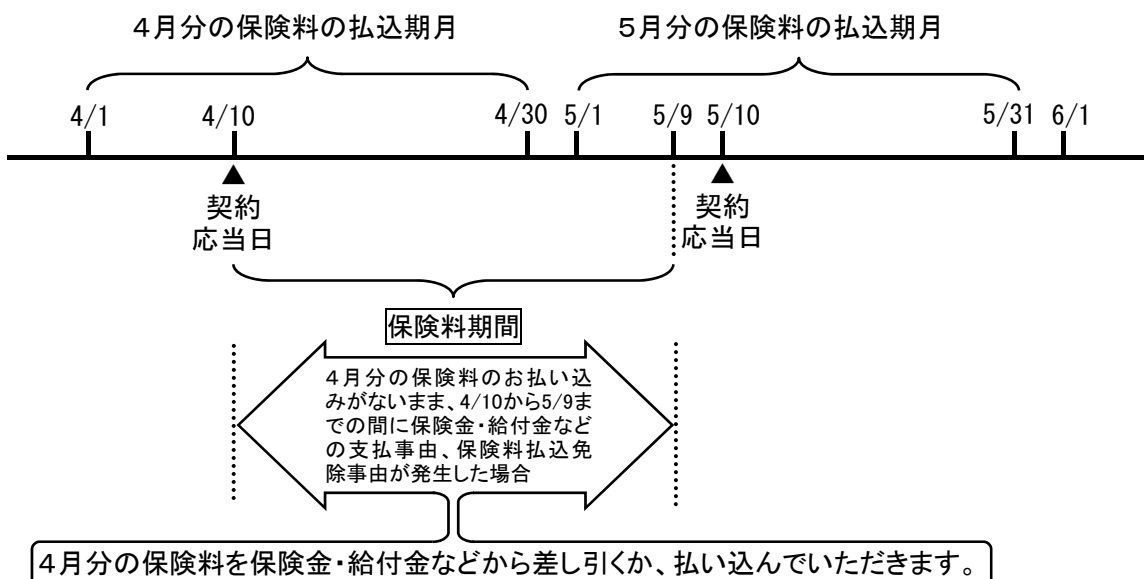 ４月分の保険料の払込期月
５月分の保険料の払込期月
4/1 4/10 4/30 5/1 5/9 5/10 5/31 6/1
▲ ▲
契約 契約
応当日 応当日
保険料期間
４月分の保険料のお払い込
みがないまま、4/10から5/9ま
での間に保険金・給付金など
の支払事由、保険料払込免
除事由が発生した場合
４月分の保険料を保険金・給付金などから差し引くか、払い込んでいただきます。